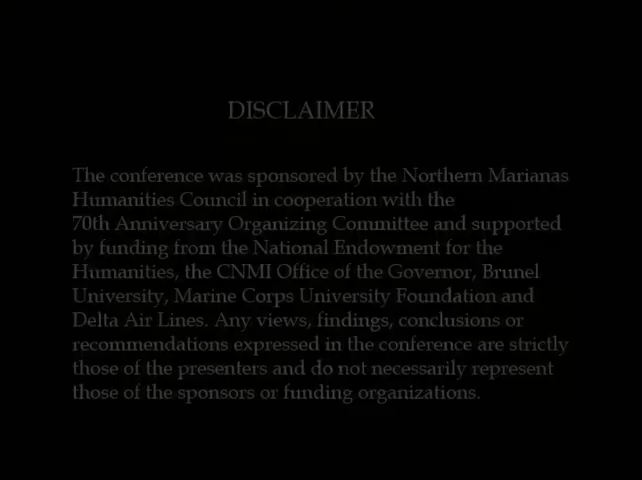 DISCLAIMER
The conference was sponsored by the Northern Marianas
Humanities Council in cooperation with the
70th Anniversary Organizing Committee and supported
by funding from the National Endowment for the
Humanities, the CNMI Office of the Governor, Brunel
University, Marine Corps University Foundation and
Delta Air Lines. Any views, findings, conclusions or
recommendations expressed in the conference are strictly
those of the presenters and do not necessarily represent
those of the sponsors or funding organizations.